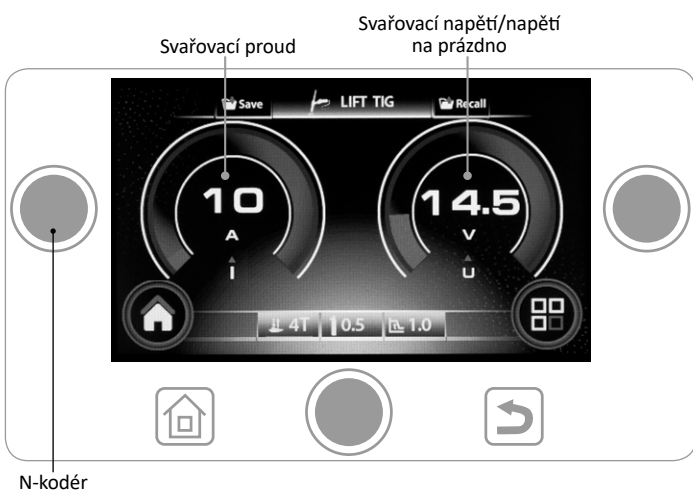 Svařovací proud
Svařovací napětí/napětí
na prázdno
Save
LIFT TIG
Recall
10
A
I
14.5
V
U
4T
0.5
1.0
N-kodér